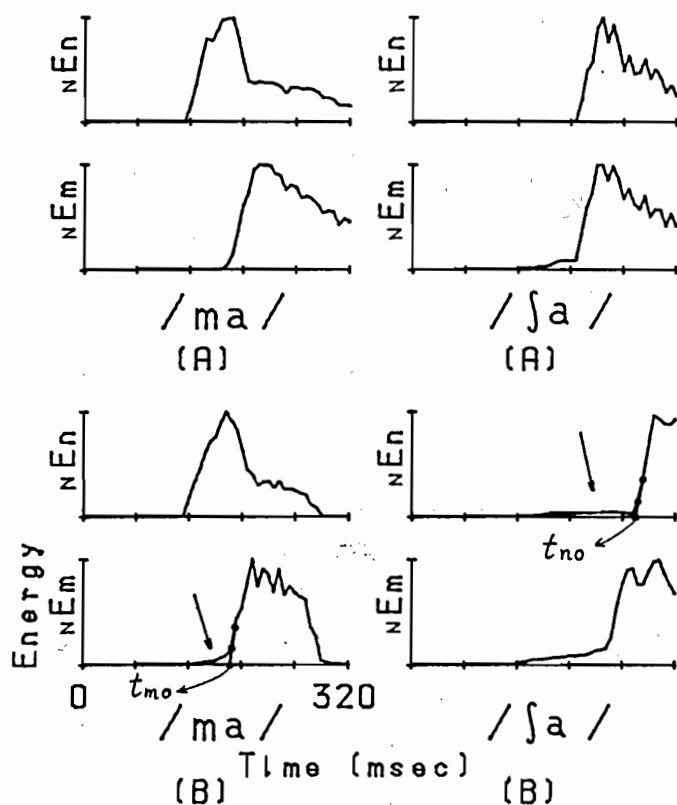 NEn
NEn
NEm
NEm
/ma/
/ʃa/
(A)
(A)
NEn
NEn
tno
NEm
NEm
Energy
tmo
0
320
/ma/
/ʃa/
Time (msec)
(B)
(B)